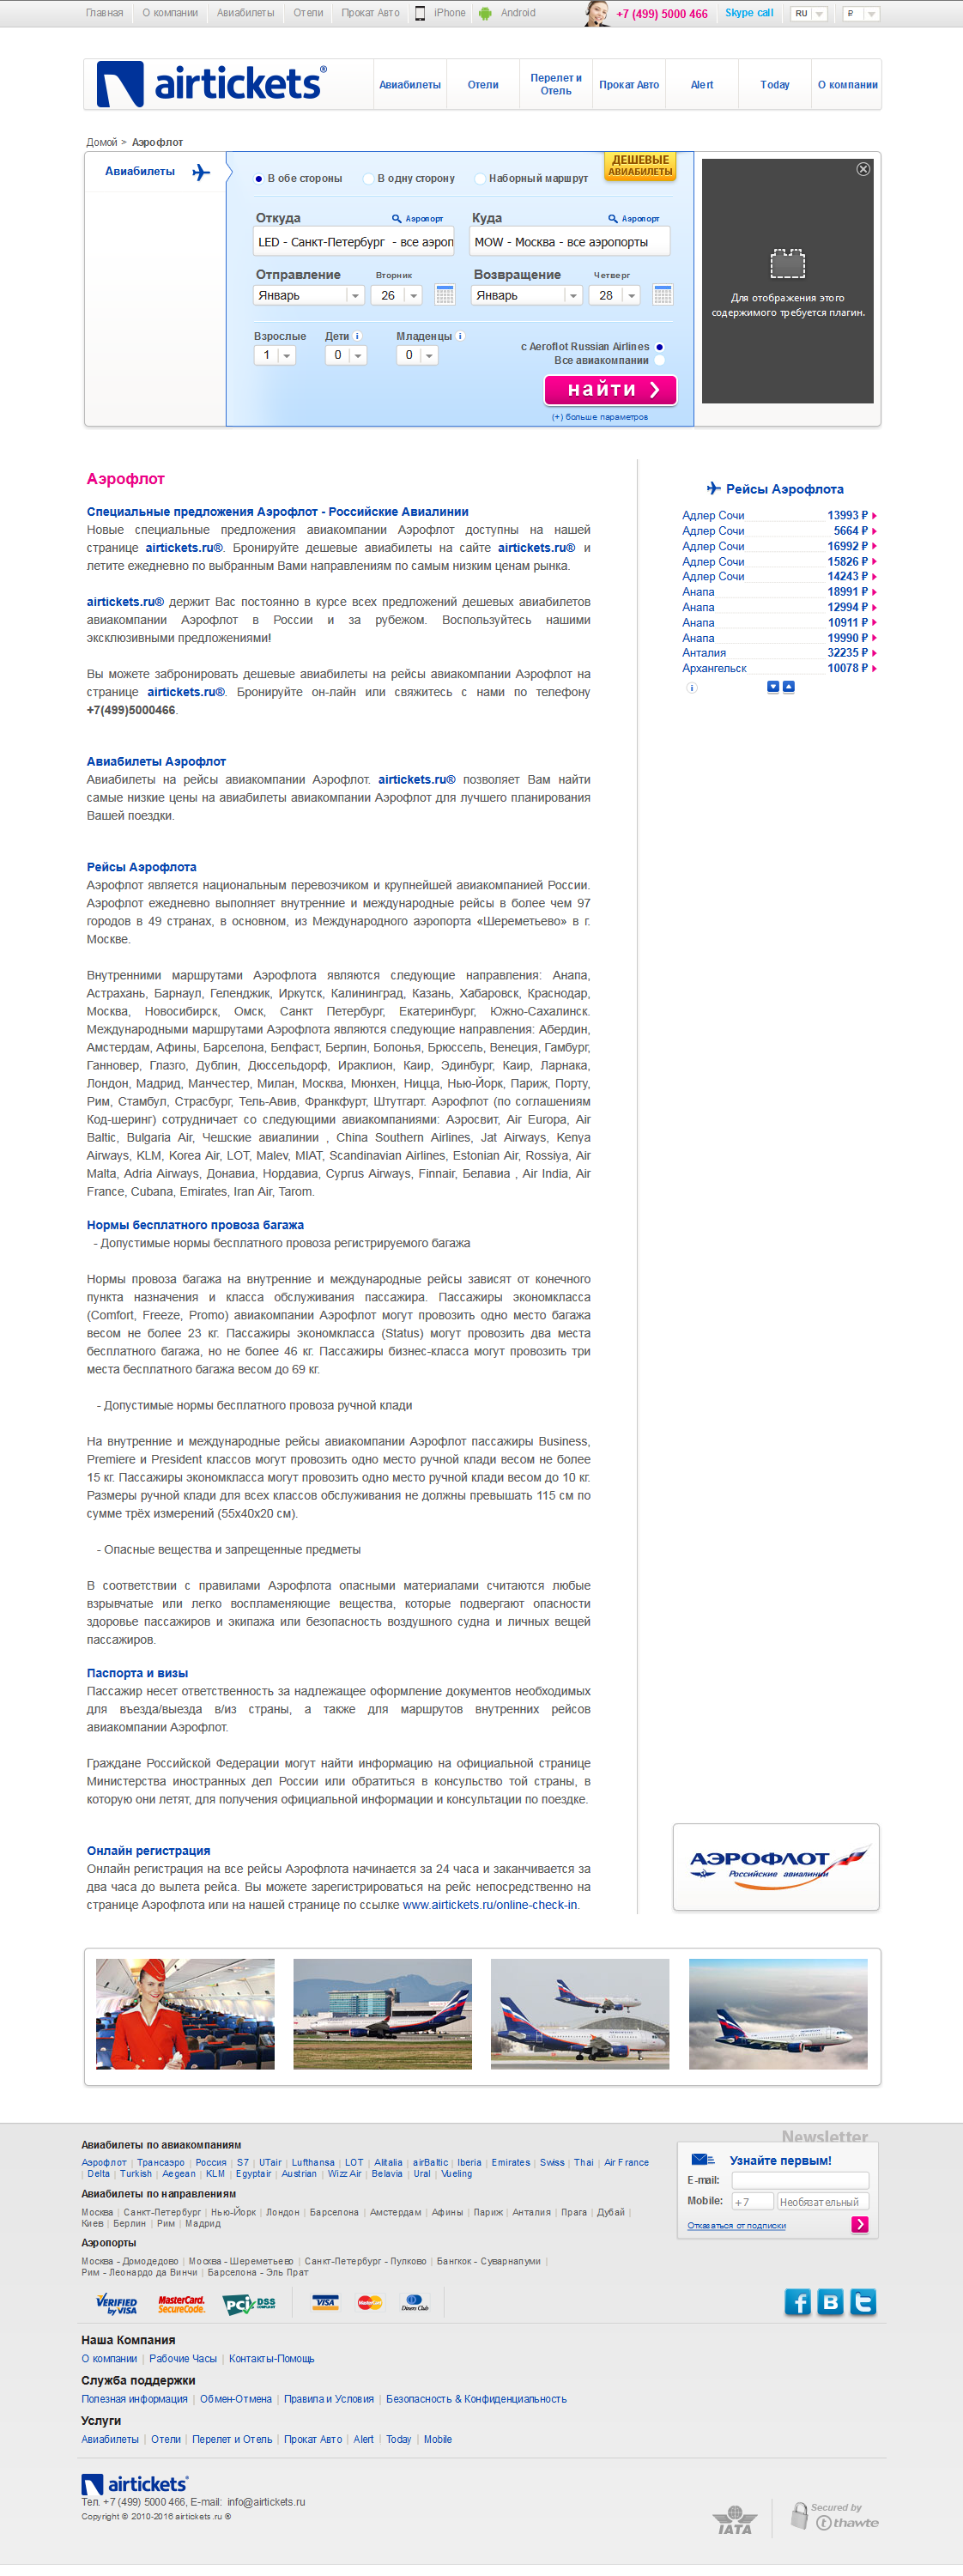 Главная О компании Авиабилеты Отели Прокат Авто iPhone Android +7 (499) 5000 466 Skype call RU ₽
airtickets®
Авиабилеты Отели Перелет и Отель Прокат Авто Alert Today О компании
Домой > Аэрофлот
Авиабилеты
В обе стороны В одну сторону Наборный маршрут
ДЕШЕВЫЕ
АВИАБИЛЕТЫ
Откуда Аэропорт Куда Аэропорт
LED - Санкт-Петербург - все аэроп MOW - Москва - все аэропорты
Отправление Вторник Возвращение Четверг
Январь 26 Январь 28
Взрослые Дети Младенцы
1 0 0
с Aeroflot Russian Airlines
Все авиакомпании
найти
(+) больше параметров
Для отображения этого
содержимого требуется плагин.
Аэрофлот
Специальные предложения Аэрофлот - Российские Авиалинии
Новые специальные предложения авиакомпании Аэрофлот доступны на нашей
странице airtickets.ru®. Бронируйте дешевые авиабилеты на сайте airtickets.ru® и
летите ежедневно по выбранным Вами направлениям по самым низким ценам рынка.
airtickets.ru® держит Вас постоянно в курсе всех предложений дешевых авиабилетов
авиакомпании Аэрофлот в России и за рубежом. Воспользуйтесь нашими
эксклюзивными предложениями!
Вы можете забронировать дешевые авиабилеты на рейсы авиакомпании Аэрофлот на
странице airtickets.ru®. Бронируйте он-лайн или свяжитесь с нами по телефону
+7(499)5000466.
Авиабилеты Аэрофлот
Авиабилеты на рейсы авиакомпании Аэрофлот. airtickets.ru® позволяет Вам найти
самые низкие цены на авиабилеты авиакомпании Аэрофлот для лучшего планирования
Вашей поездки.
Рейсы Аэрофлота
Аэрофлот является национальным перевозчиком и крупнейшей авиакомпанией России.
Аэрофлот ежедневно выполняет внутренние и международные рейсы в более чем 97
городов в 49 странах, в основном, из Международного аэропорта «Шереметьево» в г.
Москве.
Внутренними маршрутами Аэрофлота являются следующие направления: Анапа,
Астрахань, Барнаул, Геленджик, Иркутск, Калининград, Казань, Хабаровск, Краснодар,
Москва, Новосибирск, Омск, Санкт Петербург, Екатеринбург, Южно-Сахалинск.
Международными маршрутами Аэрофлота являются следующие направления: Абердин,
Амстердам, Афины, Барселона, Белфаст, Берлин, Болонья, Брюссель, Венеция, Гамбург,
Ганновер, Глазго, Дублин, Дюссельдорф, Ираклион, Каир, Эдинбург, Каир, Ларнака,
Лондон, Мадрид, Манчестер, Милан, Москва, Мюнхен, Ницца, Нью-Йорк, Париж, Порту,
Рим, Стамбул, Страсбург, Тель-Авив, Франкфурт, Штутгарт. Аэрофлот (по соглашениям
Код-шеринг) сотрудничает со следующими авиакомпаниями: Аэросвит, Air Europa, Air
Baltic, Bulgaria Air, Чешские авиалинии , China Southern Airlines, Jat Airways, Kenya
Airways, KLM, Korea Air, LOT, Malev, MIAT, Scandinavian Airlines, Estonian Air, Rossiya, Air
Malta, Adria Airways, Донавиа, Нордавиа, Cyprus Airways, Finnair, Белавиа , Air India, Air
France, Cubana, Emirates, Iran Air, Tarom.
Нормы бесплатного провоза багажа
- Допустимые нормы бесплатного провоза регистрируемого багажа
Нормы провоза багажа на внутренние и международные рейсы зависят от конечного
пункта назначения и класса обслуживания пассажира. Пассажиры экономкласса
(Comfort, Freeze, Promo) авиакомпании Аэрофлот могут провозить одно место багажа
весом не более 23 кг. Пассажиры экономкласса (Status) могут провозить два места
бесплатного багажа, но не более 46 кг. Пассажиры бизнес-класса могут провозить три
места бесплатного багажа весом до 69 кг.
- Допустимые нормы бесплатного провоза ручной клади
На внутренние и международные рейсы авиакомпании Аэрофлот пассажиры Business,
Premiere и President классов могут провозить одно место ручной клади весом не более
15 кг. Пассажиры экономкласса могут провозить одно место ручной клади весом до 10 кг.
Размеры ручной клади для всех классов обслуживания не должны превышать 115 см по
сумме трёх измерений (55x40x20 см).
- Опасные вещества и запрещенные предметы
В соответствии с правилами Аэрофлота опасными материалами считаются любые
взрывчатые или легко воспламеняющие вещества, которые подвергают опасности
здоровье пассажиров и экипажа или безопасность воздушного судна и личных вещей
пассажиров.
Паспорта и визы
Пассажир несет ответственность за надлежащее оформление документов необходимых
для въезда/выезда в/из страны, а также для маршрутов внутренних рейсов
авиакомпании Аэрофлот.
Граждане Российской Федерации могут найти информацию на официальной странице
Министерства иностранных дел России или обратиться в консульство той страны, в
которую они летят, для получения официальной информации и консультации по поездке.
Онлайн регистрация
Онлайн регистрация на все рейсы Аэрофлота начинается за 24 часа и заканчивается за
два часа до вылета рейса. Вы можете зарегистрироваться на рейс непосредственно на
странице Аэрофлота или на нашей странице по ссылке www.airtickets.ru/online-check-in.
Рейсы Аэрофлота
Адлер Сочи 13993 ₽
Адлер Сочи 5664 ₽
Адлер Сочи 16992 ₽
Адлер Сочи 15826 ₽
Адлер Сочи 14243 ₽
Анапа 18991 ₽
Анапа 12994 ₽
Анапа 10911 ₽
Анапа 19990 ₽
Анталия 32235 ₽
Архангельск 10078 ₽
АЭРОФЛОТ
Российские авиалинии
Авиабилеты по авиакомпаниям
Аэрофлот | Трансаэро | Россия | S7 | UTair | Lufthansa | LOT | Alitalia | airBaltic | Iberia | Emirates | Swiss | Thai | Air France
| Delta | Turkish | Aegean | KLM | Egyptair | Austrian | Wizz Air | Belavia | Ural | Vueling
Авиабилеты по направлениям
Москва | Санкт-Петербург | Нью-Йорк | Лондон | Барселона | Амстердам | Афины | Париж | Анталия | Прага | Дубай |
Киев | Берлин | Рим | Мадрид
Аэропорты
Москва - Домодедово | Москва - Шереметьево | Санкт-Петербург - Пулково | Бангкок - Суварнапуми |
Рим - Леонардо да Винчи | Барселона - Эль Прат
Newsletter
Узнайте первым!
E-mail:
Mobile: +7 Необязательный
Отказаться от подписки
VERIFIED by VISA MasterCard. SecureCode. PCI DSS COMPLIANT VISA MasterCard Diners Club
Наша Компания
О компании | Рабочие Часы | Контакты-Помощь
Служба поддержки
Полезная информация | Обмен-Отмена | Правила и Условия | Безопасность & Конфиденциальность
Услуги
Авиабилеты | Отели | Перелет и Отель | Прокат Авто | Alert | Today | Mobile
airtickets®
Тел. +7 (499) 5000 466, E-mail: info@airtickets.ru
Copyright © 2010-2016 airtickets.ru ®
IATA
Secured by
thawte